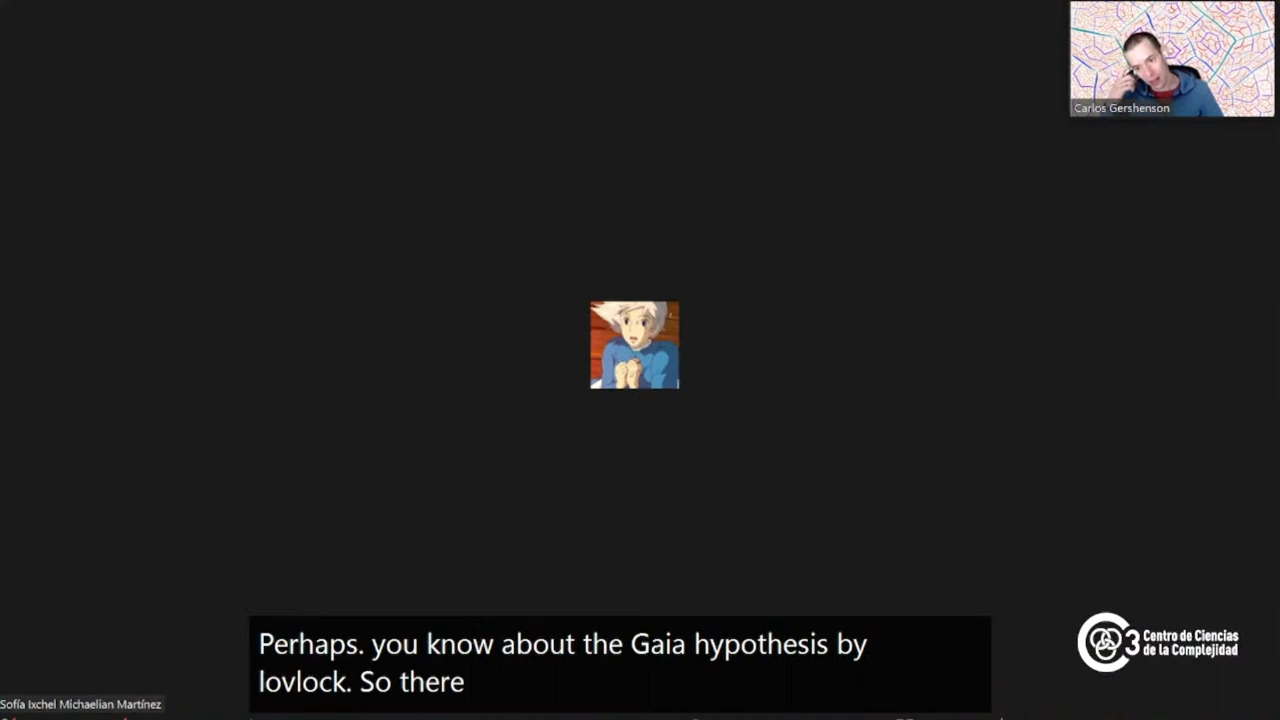 Carlos Gershenson
Perhaps. you know about the Gaia hypothesis by
lovlock. So there
C3 Centro de Ciencias
de la Complejidad
Sofía Ixchel Michaelian Martínez